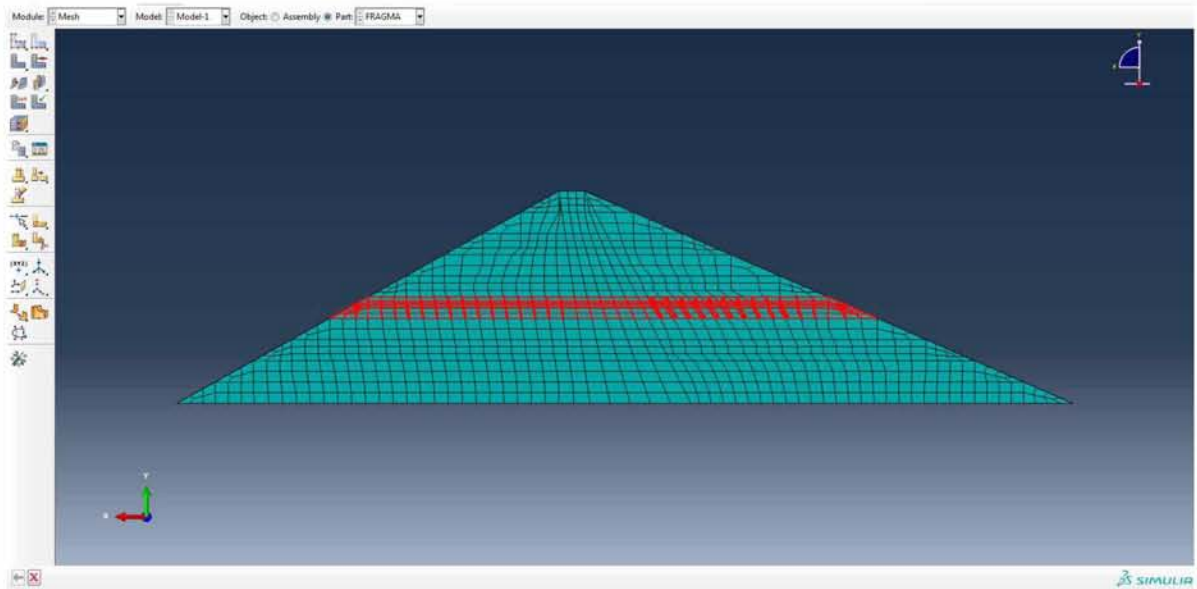 Module: Mesh Model: Model-1 Object: Assembly Part: FRAGMA
Y
Y
SIMULIA